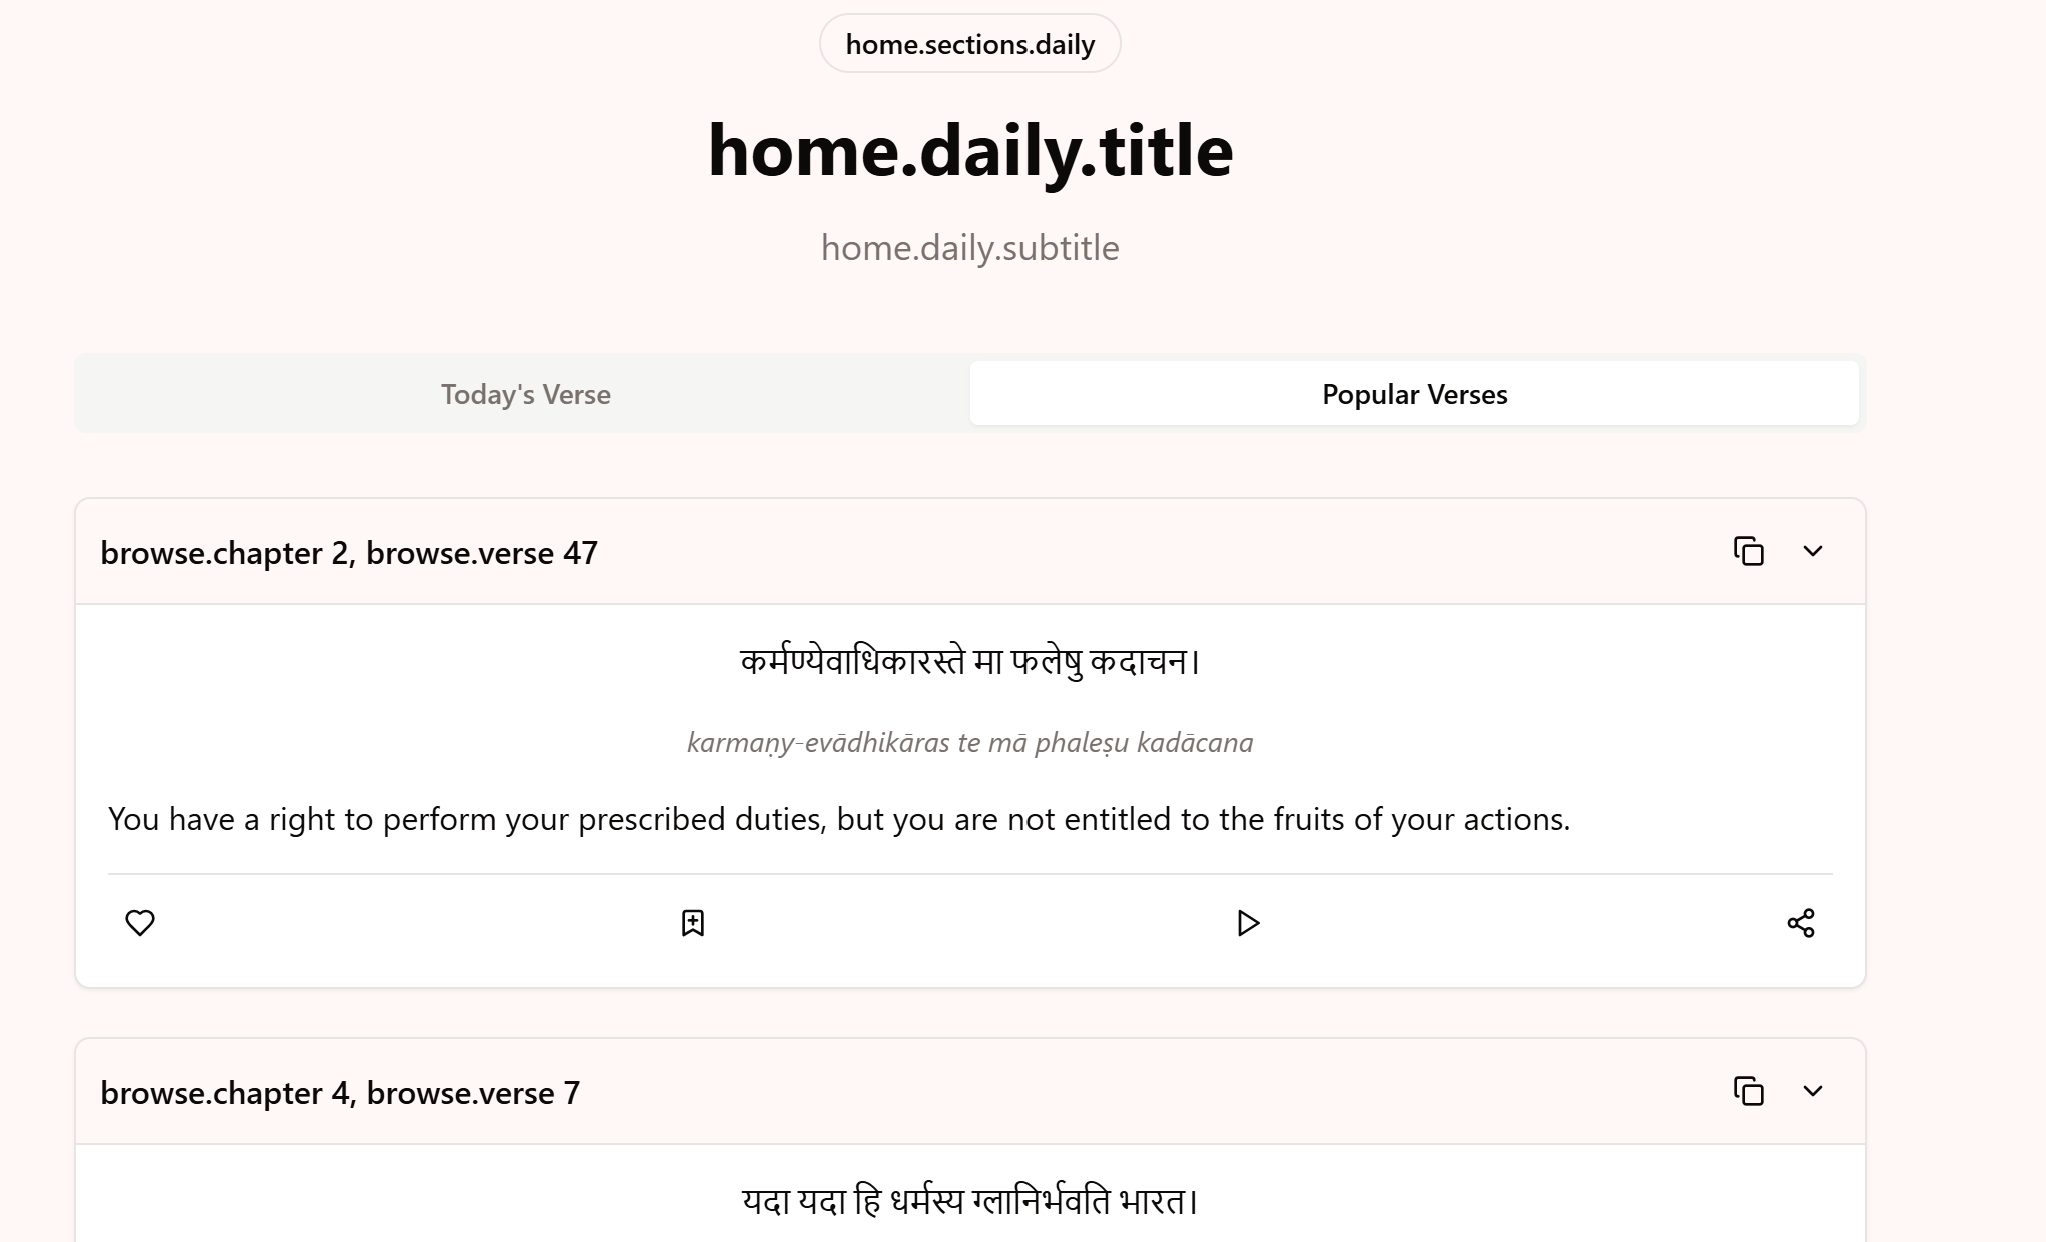 home.sections.daily
home.daily.title
home.daily.subtitle
Today's Verse
Popular Verses
browse.chapter 2, browse.verse 47
कर्मण्येवाधिकारस्ते मा फलेषु कदाचन।
karmaṇy-evādhikāras te mā phaleṣu kadācana
You have a right to perform your prescribed duties, but you are not entitled to the fruits of your actions.
browse.chapter 4, browse.verse 7
यदा यदा हि धर्मस्य ग्लानिर्भवति भारत।